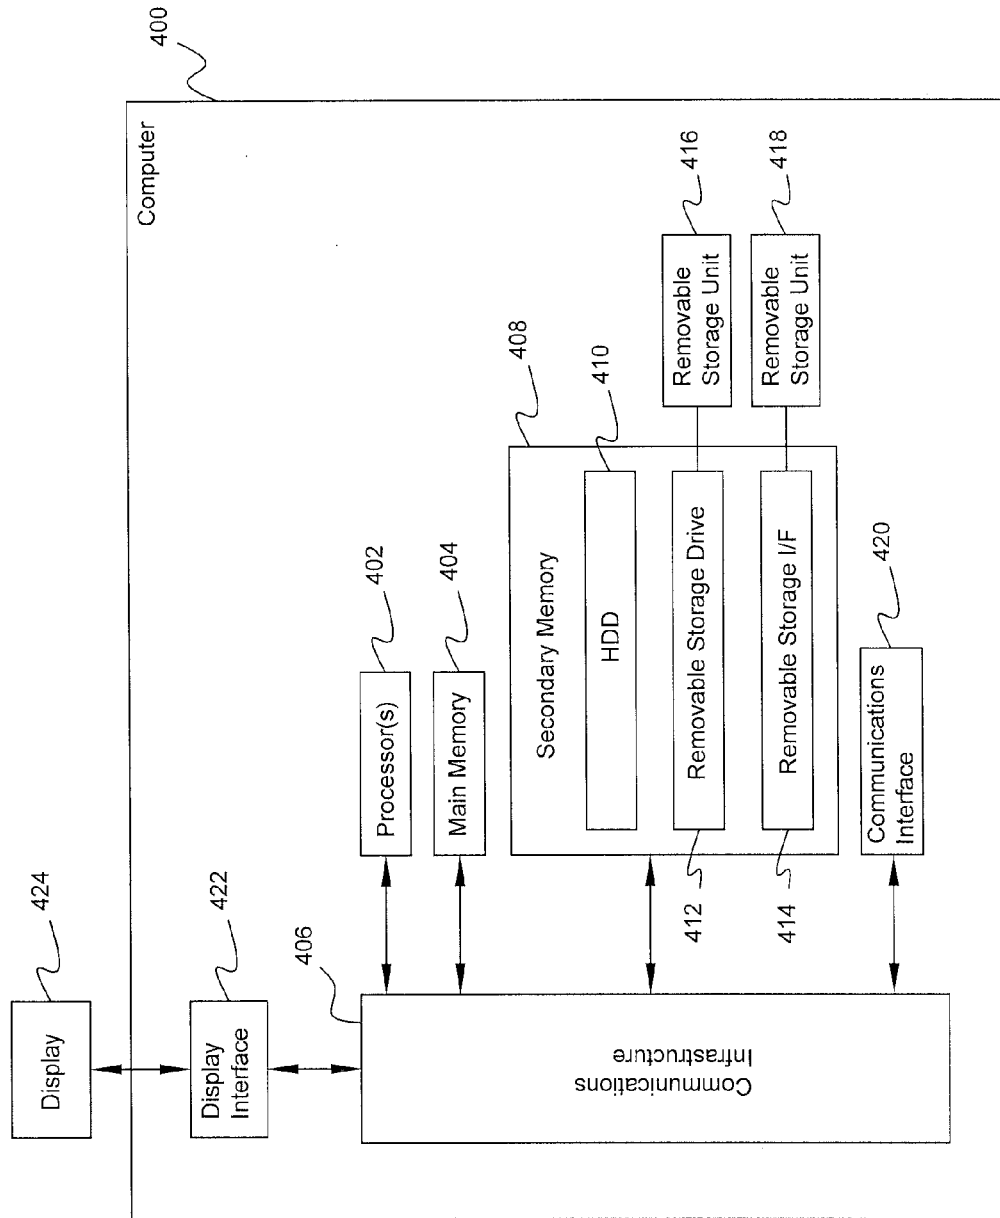 400
Computer
424
Display
422
Display
Interface
406
Communications
Infrastructure
Processor(s)
402
Main Memory
404
408
Secondary Memory
HDD
410
Removable Storage Drive
412
Removable
Storage Unit
416
Removable Storage I/F
414
Removable
Storage Unit
418
Communications
Interface
420